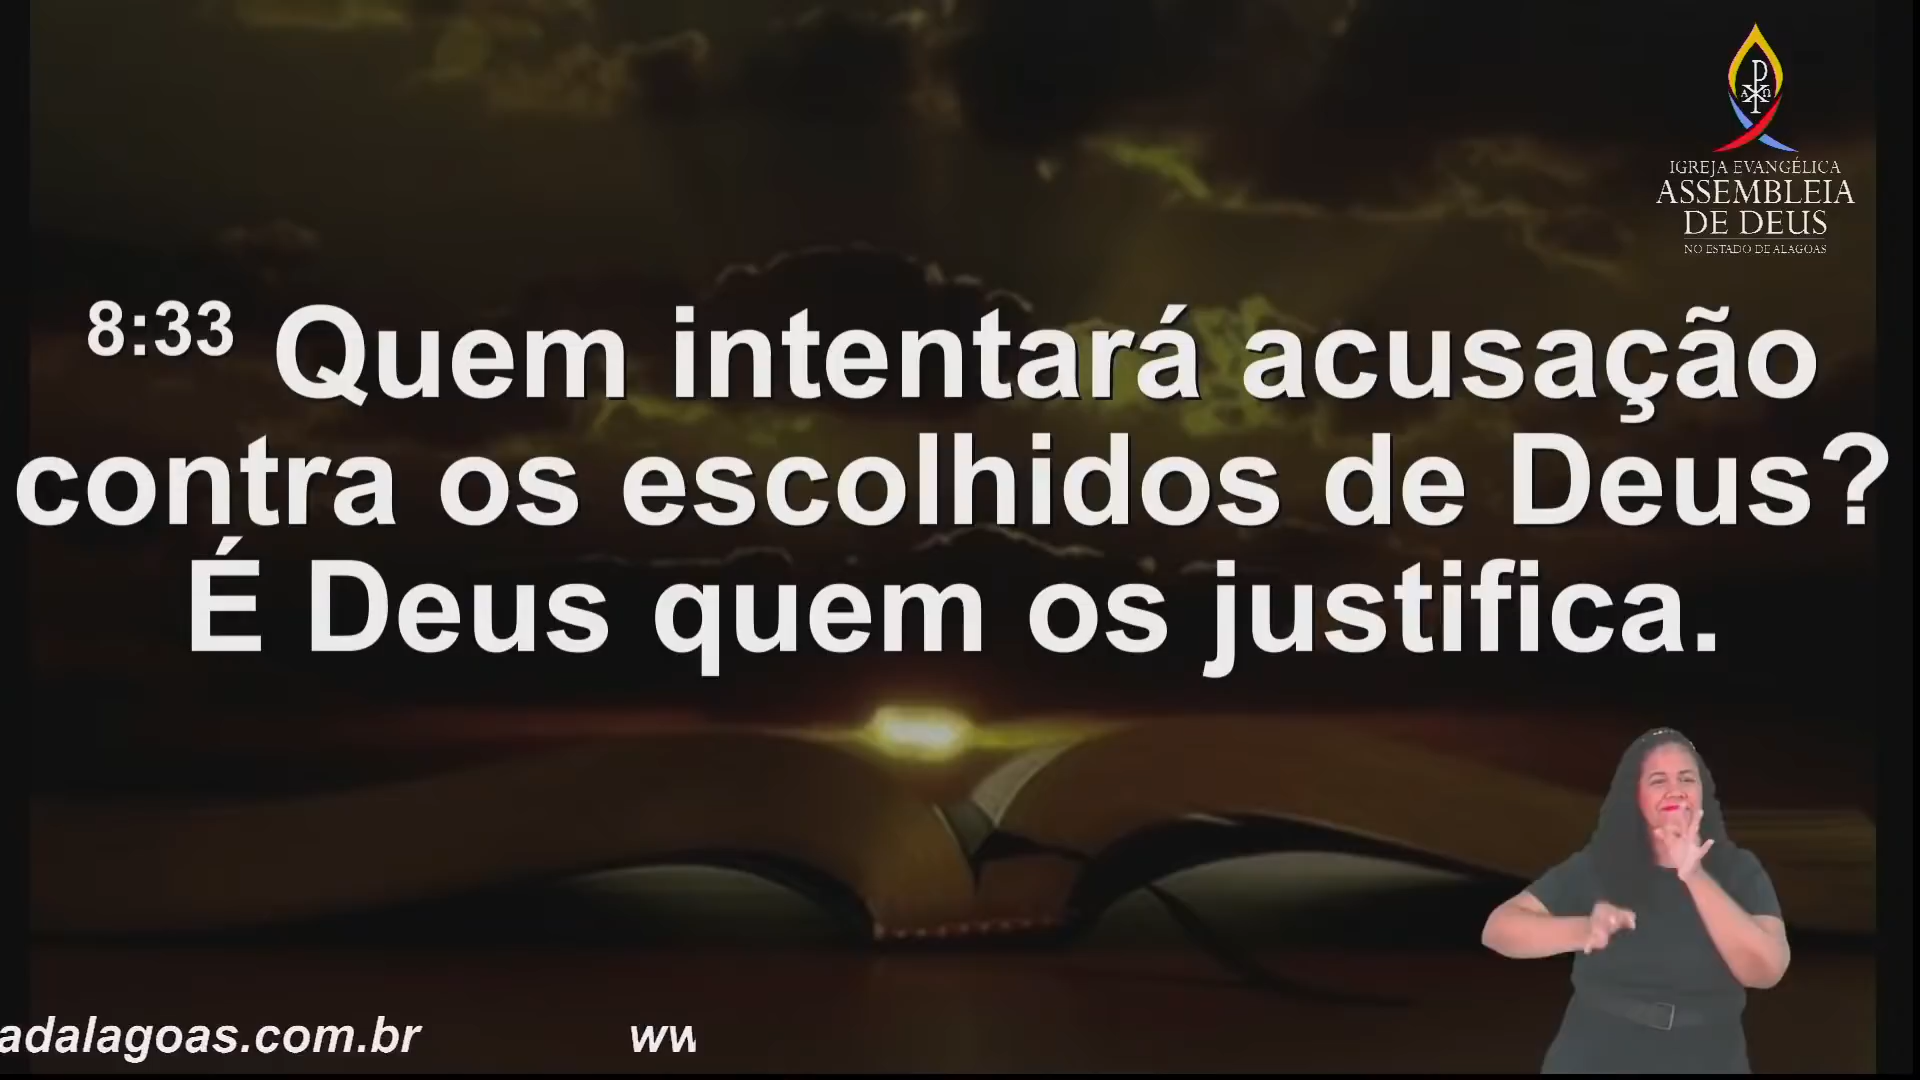 IGREJA EVANGÉLICA
ASSEMBLEIA
DE DEUS
NO ESTADO DE ALAGOAS
8:33 Quem intentará acusação
contra os escolhidos de Deus?
É Deus quem os justifica.
adalagoas.com.br ww